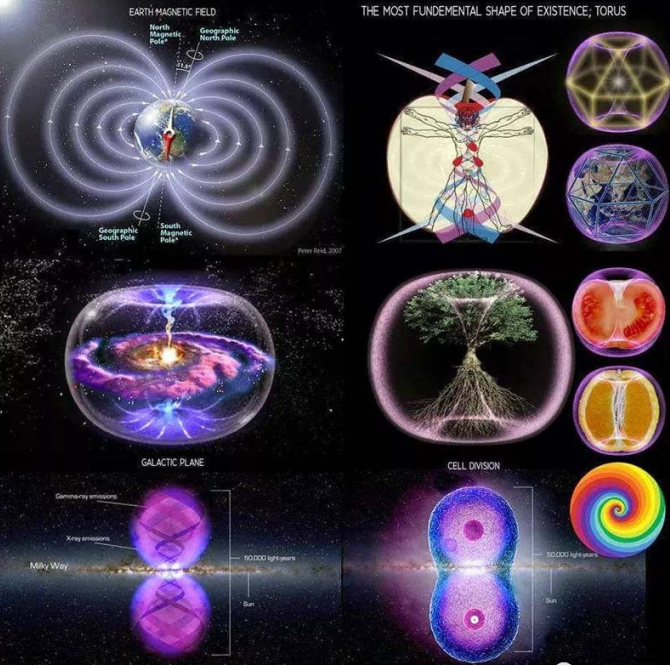 EARTH MAGNETIC FIELD
North
Magnetic
Pole*
Geographic
North Pole
11.5°
Geographic
South Pole
South
Magnetic
Pole*
Peter Reid, 2007
THE MOST FUNDEMENTAL SHAPE OF EXISTENCE; TORUS
GALACTIC PLANE
Gamma-ray emissions
X-ray emissions
Milky Way
50,000 light-years
Sun
CELL DIVISION
50,000 light-years
Sun